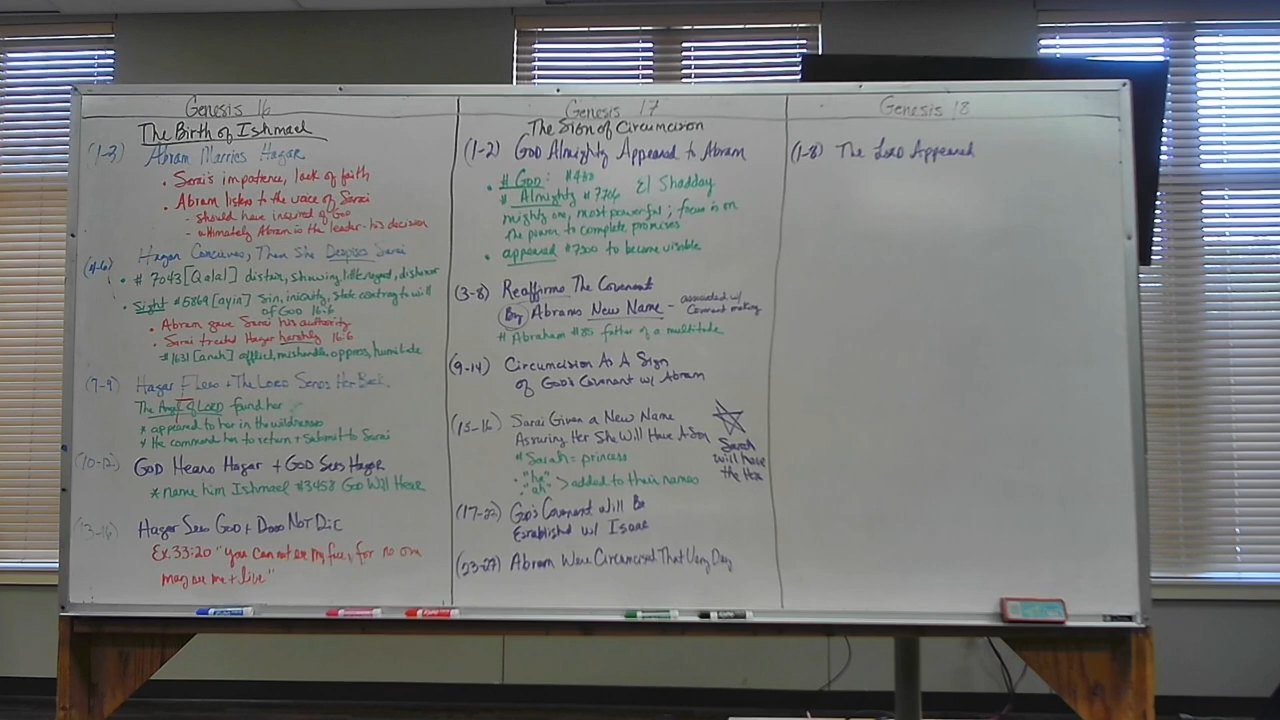 Genesis 16
The Birth of Ishmael
(1-3) Abram Marries Hagar
• Sarai's impatence, lack of faith
• Abram listens to the voice of Sarai
- should have inquired of God
- ultimately Abram is the leader - his decision
(4-6) Hagar Conceives, Then She Despises Sarai
• # 7043 [Qalal] disdain, showing little regard, dishonor
• Sight #5869 [ayin] Sin, iniquity, state contrary to will
of God 16:6
• Abram gave Sarai his authority
• Sarai treated Hagar harshly 16:6
#1631 [anah] afflict, mishandle, oppress, humiliate
(7-9) Hagar Flees + The LORD Sends Her Back.
The Angel of LORD found her
* appeared to her in the wilderness
* He command her to return + submit to Sarai
(10-12) GOD Hears Hagar + GOD Sees Hagar
* name him Ishmael #3458 God Will Hear
(13-16) Hagar Sees GOD + Does NOT DIE
Ex. 33:20 "you can not see my face, for no one
may see me + live"
Genesis 17
The Sign of Circumcision
(1-2) GOD Almighty Appeared to Abram
• # God: #430
# Almighty #7706 El Shadday
mighty one, most powerful; focus is on
the power to complete promises
• appeared #7200 to become visible
(3-8) Reaffirms The Covenant
By Abrams New Name - associated w/
Covenant making
# Abraham #85 father of a multitude
(9-14) Circumcision As A Sign
of God's Covenant w/ Abram
(15-16) Sarai Given a New Name
Assuring Her She Will Have A Son
# Sarah = princess
• "he"
• "ah" > added to their names
Sarah
will have
the
(17-22) God's Covenant Will Be
Established w/ Isaac
(23-27) Abram Were Circumcised That Very Day
Genesis 18
(1-8) The LORD Appeared